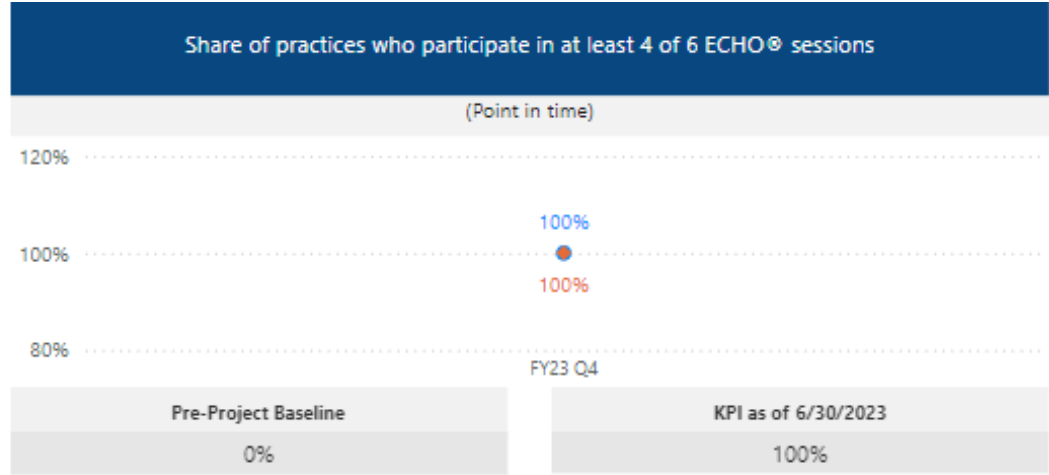 Share of practices who participate in at least 4 of 6 ECHO® sessions
(Point in time)
120%
100%
100%
100%
80%
FY23 Q4
Pre-Project Baseline
KPI as of 6/30/2023
0%
100%